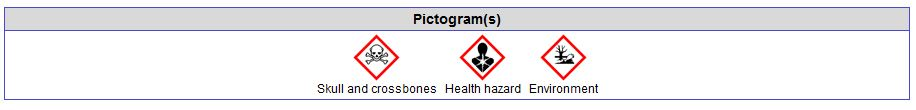 Pictogram(s)
Skull and crossbones Health hazard Environment